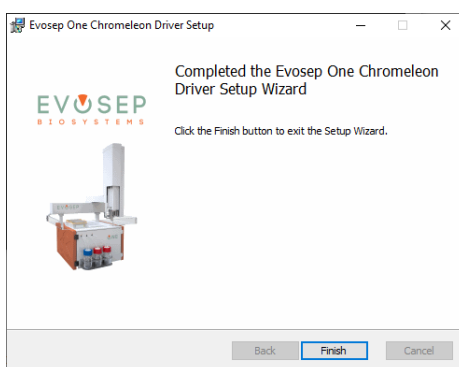 Evosep One Chromeleon Driver Setup
EVOSEP
BIOSYSTEMS
Completed the Evosep One Chromeleon
Driver Setup Wizard
Click the Finish button to exit the Setup Wizard.
EVOSEP
Back
Finish
Cancel